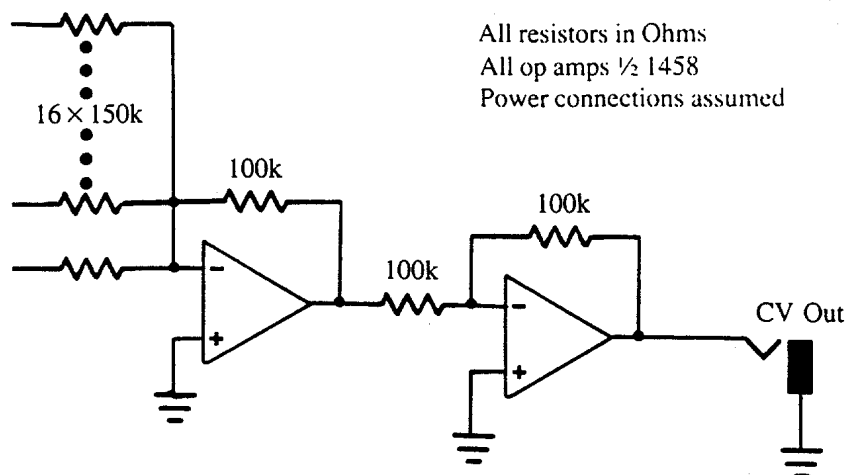 All resistors in Ohms
All op amps ½ 1458
Power connections assumed
16 × 150k
100k
100k
100k
−
+
−
+
CV Out